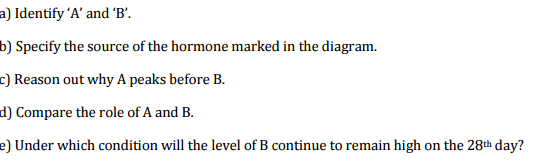 a) Identify ‘A’ and ‘B’.
b) Specify the source of the hormone marked in the diagram.
c) Reason out why A peaks before B.
d) Compare the role of A and B.
e) Under which condition will the level of B continue to remain high on the 28th day?